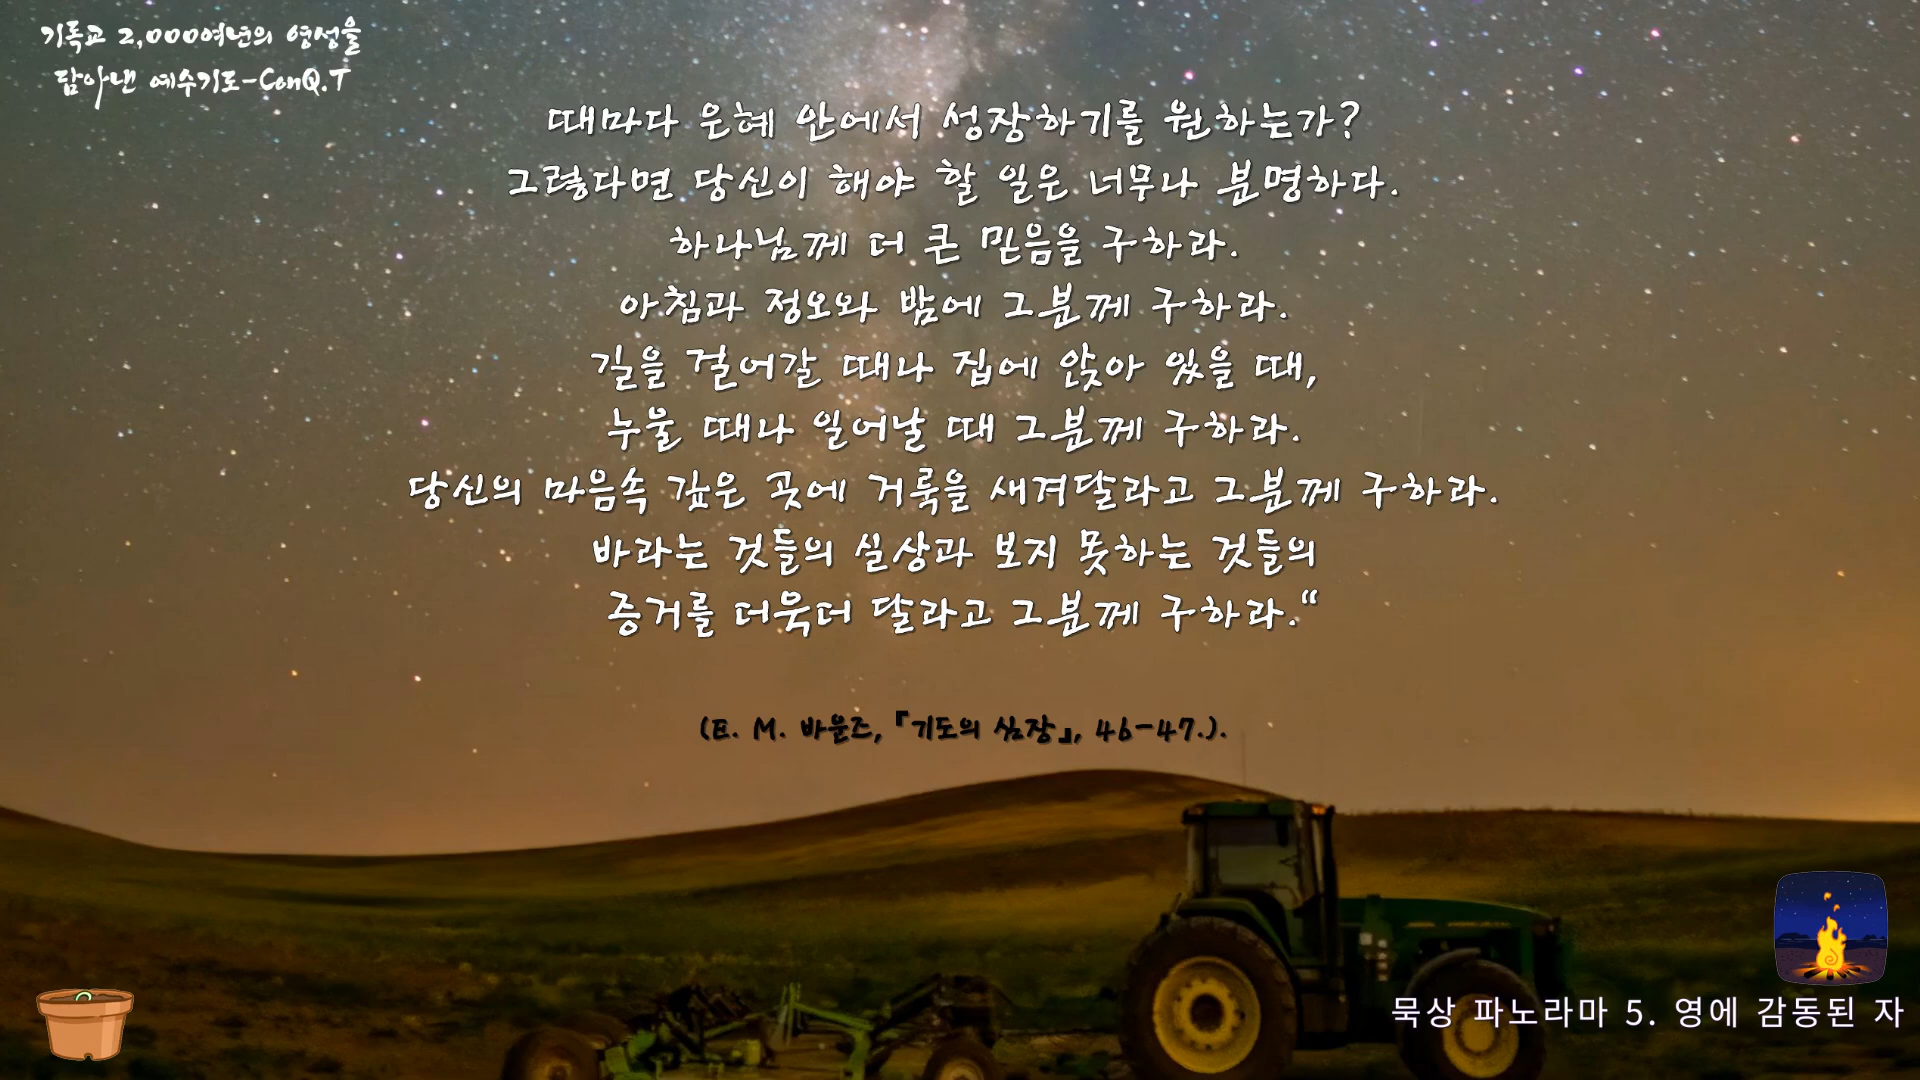 기독교 2,000여년의 영성을
담아낸 예수기도-ConQ.T
때마다 은혜 안에서 성장하기를 원하는가?
그렇다면 당신이 해야 할 일은 너무나 분명하다.
하나님께 더 큰 믿음을 구하라.
아침과 정오와 밤에 그분께 구하라.
길을 걸어갈 때나 집에 앉아 있을 때,
누울 때나 일어날 때 그분께 구하라.
당신의 마음속 깊은 곳에 거룩을 새겨달라고 그분께 구하라.
바라는 것들의 실상과 보지 못하는 것들의
증거를 더욱더 달라고 그분께 구하라.“
(E. M. 바운즈, 『기도의 심장』, 46-47.).
묵상 파노라마 5. 영에 감동된 자